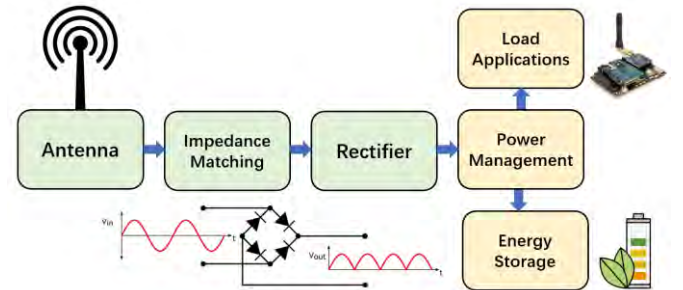 Load
Applications
Antenna
Impedance
Matching
Rectifier
Power
Management
Vin
t
Vout
t
Energy
Storage